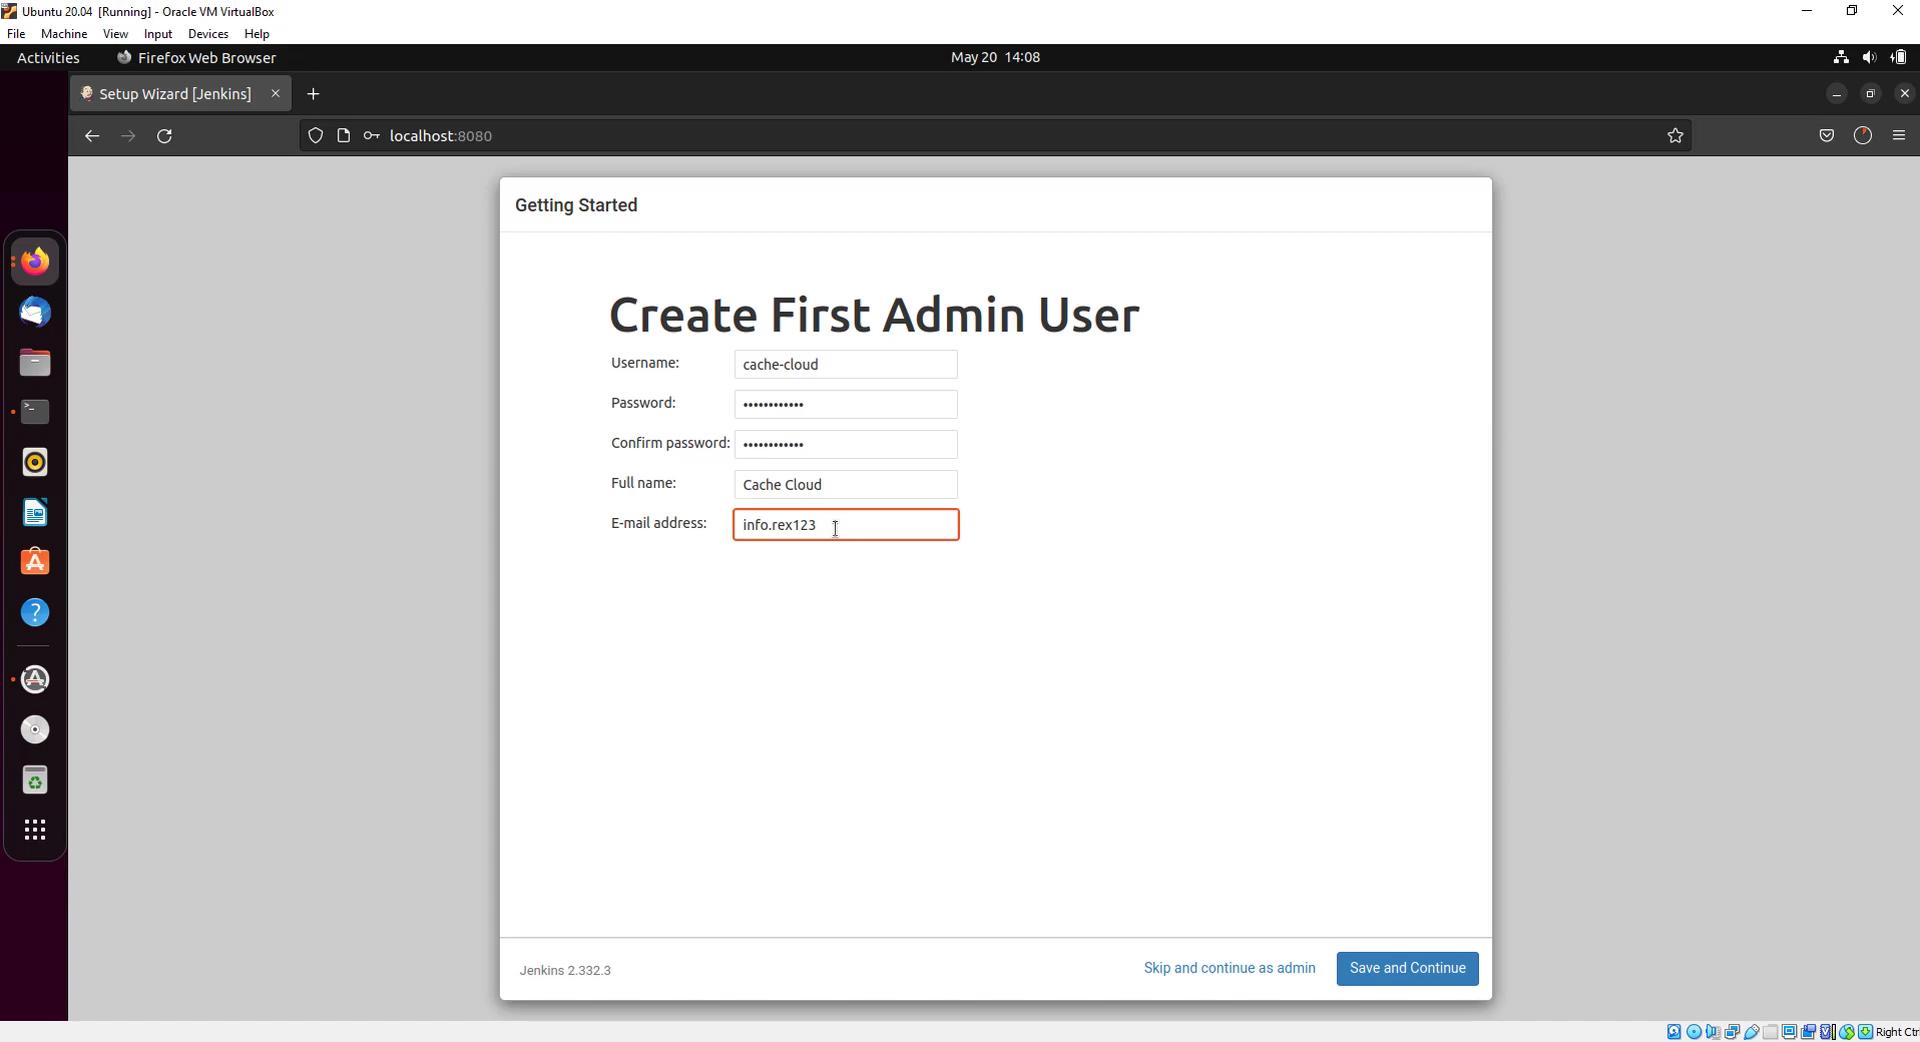 Ubuntu 20.04 [Running] - Oracle VM VirtualBox
File Machine View Input Devices Help
Activities Firefox Web Browser May 20 14:08
Setup Wizard [Jenkins]
localhost:8080
Getting Started
Create First Admin User
Username: cache-cloud
Password: ••••••••••••
Confirm password: ••••••••••••
Full name: Cache Cloud
E-mail address: info.rex123
Jenkins 2.332.3 Skip and continue as admin Save and Continue
Right Ctr